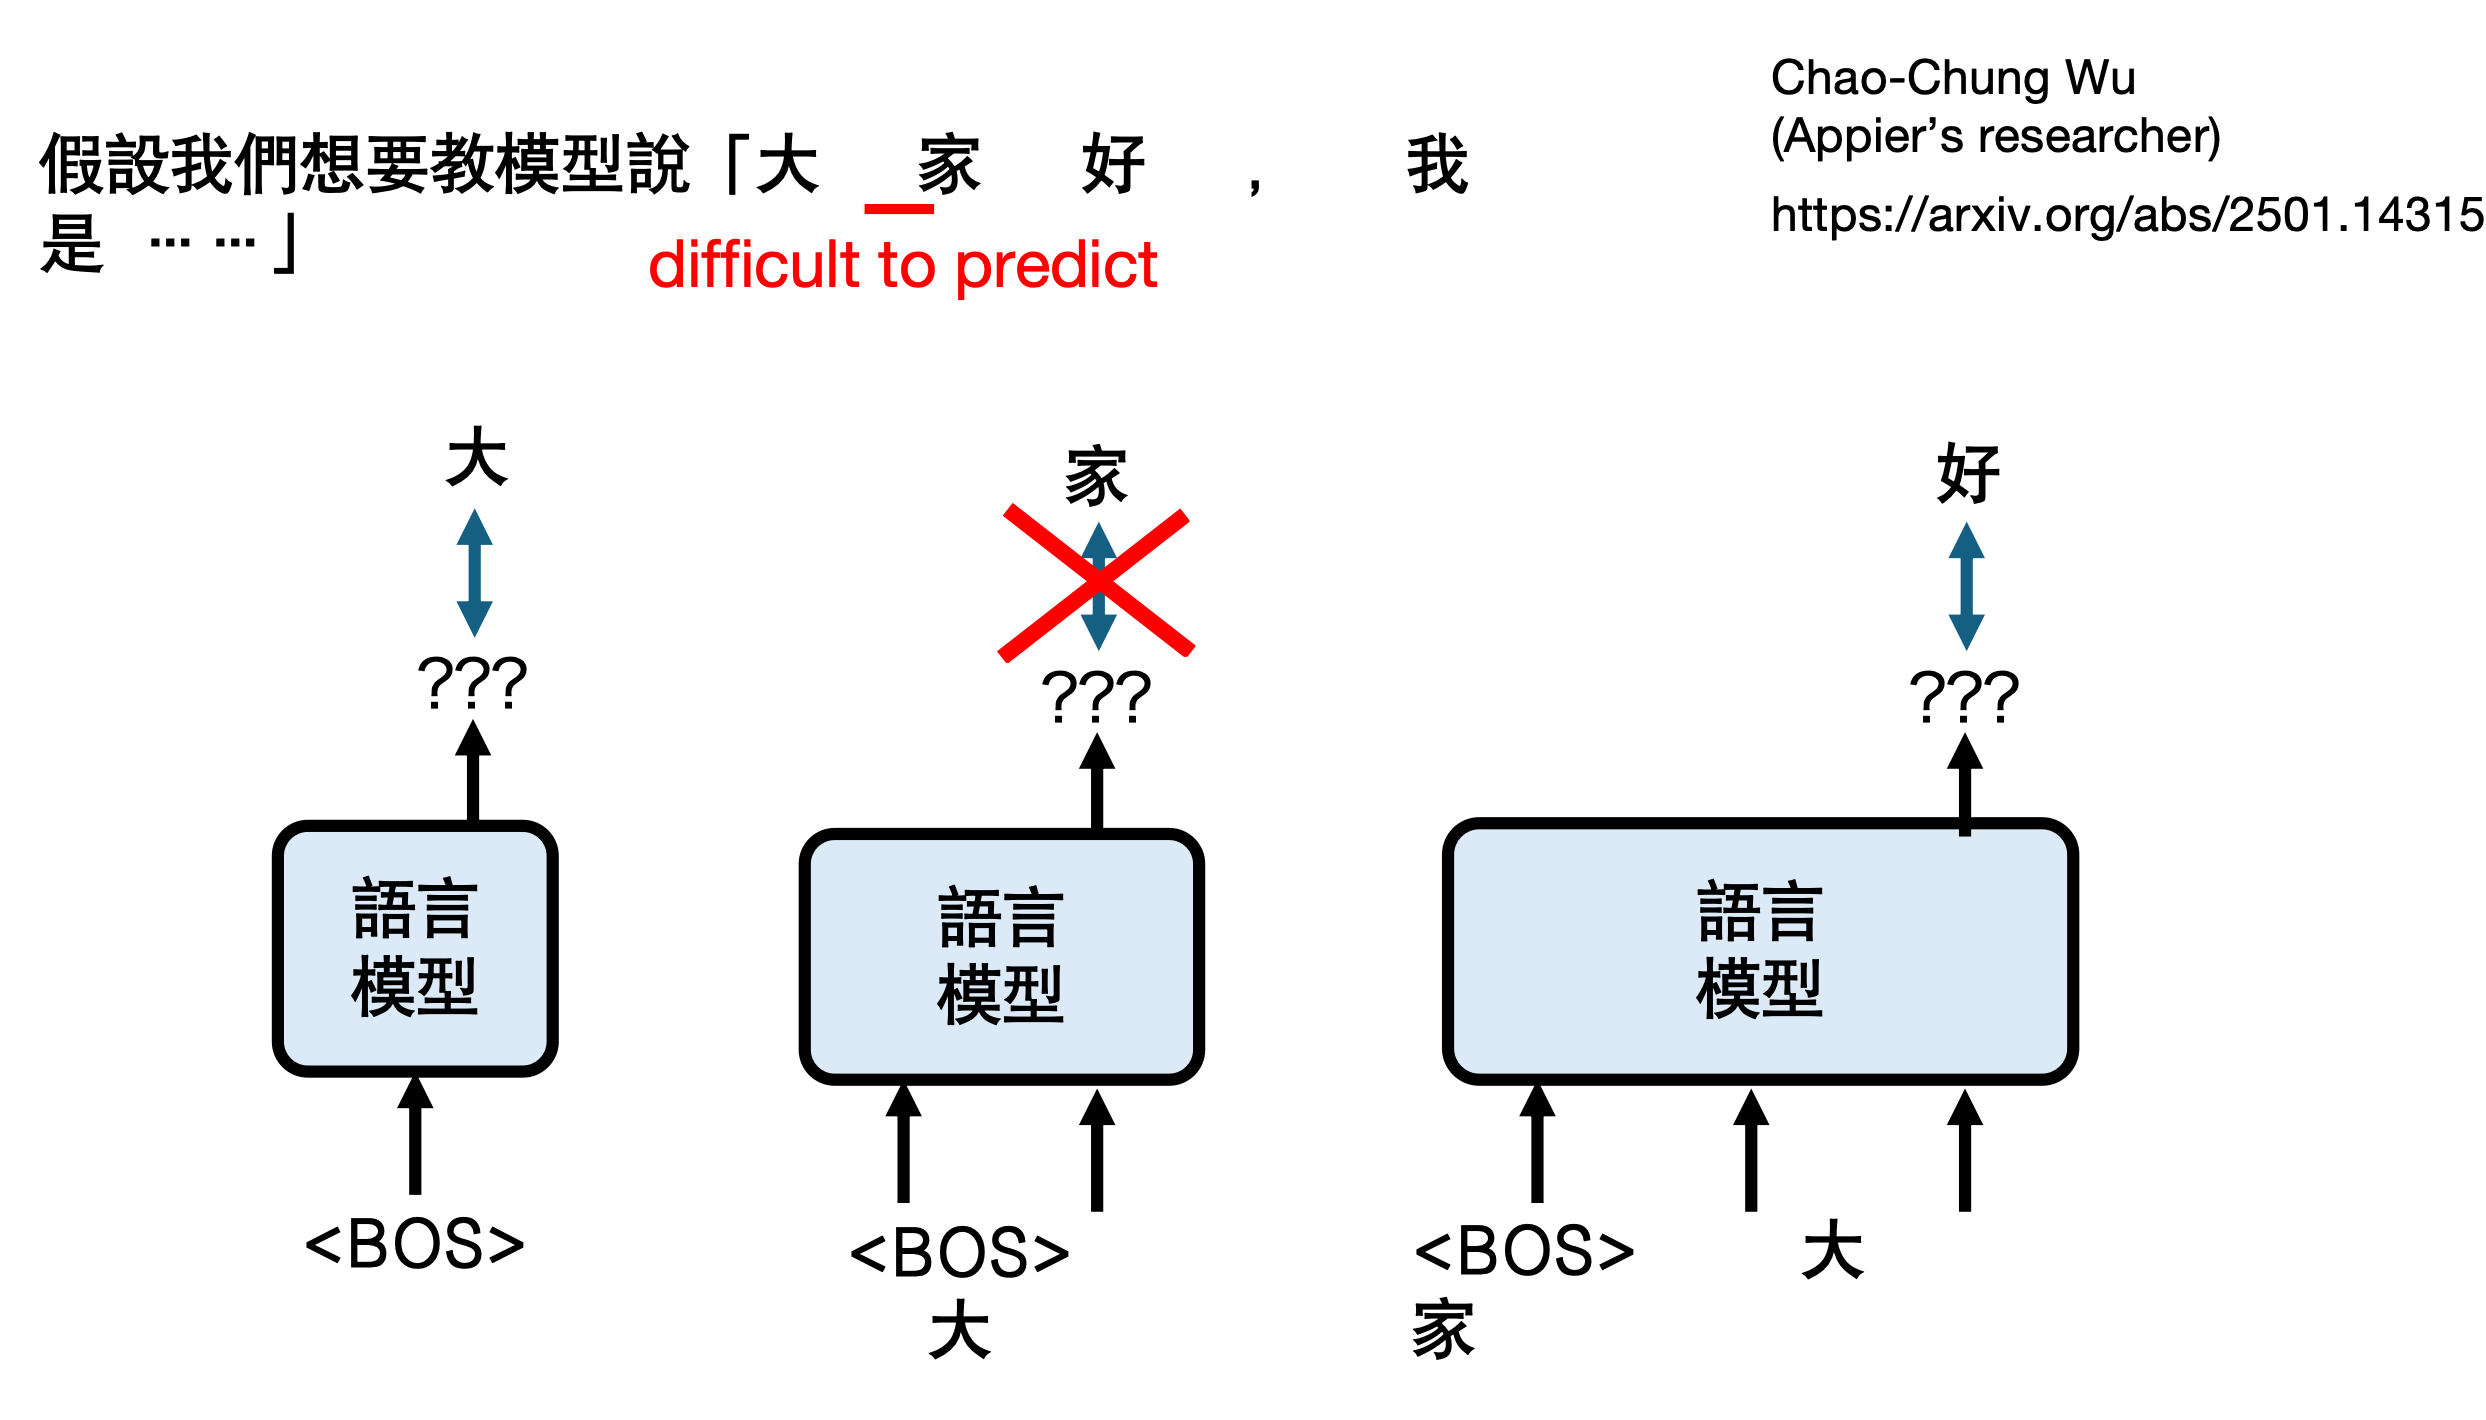 Chao-Chung Wu
(Appier's researcher)
https://arxiv.org/abs/2501.14315
假設我們想要教模型說「大 家 好 , 我
是 …… 」
difficult to predict
大
家
好
???
???
???
語言
模型
語言
模型
語言
模型
<BOS>
<BOS>
大
<BOS> 大
家